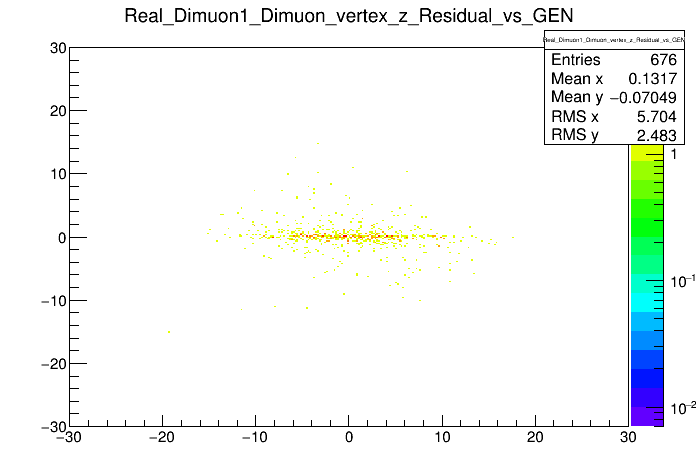 Real_Dimuon1_Dimuon_vertex_z_Residual_vs_GEN
Real_Dimuon1_Dimuon_vertex_z_Residual_vs_GEN
Entries 676
Mean x 0.1317
Mean y −0.07049
RMS x 5.704
RMS y 2.483
30
20
10
0
−10
−20
−30
−30 −20 −10 0 10 20 30
1
10−1
10−2